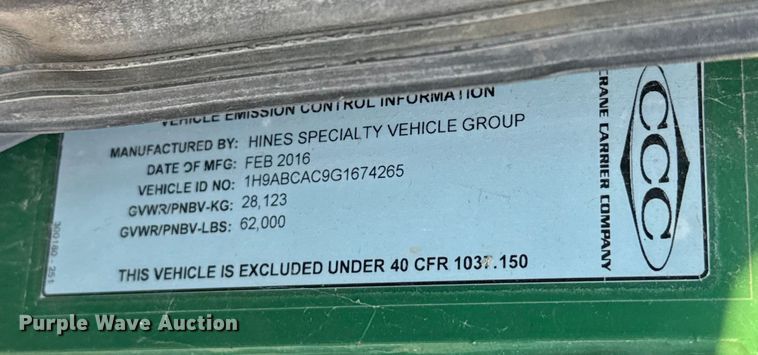 VEHICLE EMISSION CONTROL INFORMATION
MANUFACTURED BY: HINES SPECIALTY VEHICLE GROUP
DATE OF MFG: FEB 2016
VEHICLE ID NO: 1H9ABCAC9G1674265
GVWR/PNBV-KG: 28,123
GVWR/PNBV-LBS: 62,000
THIS VEHICLE IS EXCLUDED UNDER 40 CFR 1037.150
300180 - 251
CCC
CRANE CARRIER COMPANY
Purple Wave Auction